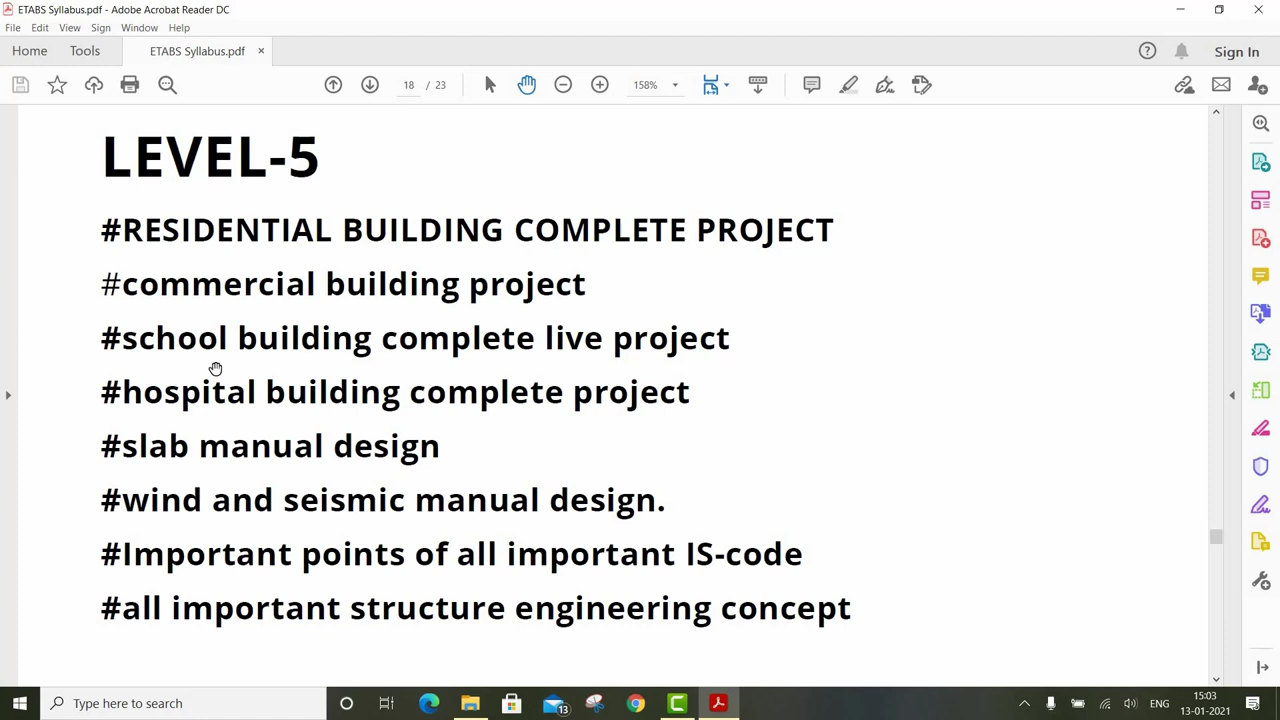 ETABS Syllabus.pdf - Adobe Acrobat Reader DC
File Edit View Sign Window Help
Home Tools ETABS Syllabus.pdf × Sign In
18 / 23 158%
LEVEL-5
#RESIDENTIAL BUILDING COMPLETE PROJECT
#commercial building project
#school building complete live project
#hospital building complete project
#slab manual design
#wind and seismic manual design.
#Important points of all important IS-code
#all important structure engineering concept
Type here to search
13
15:03
13-01-2021